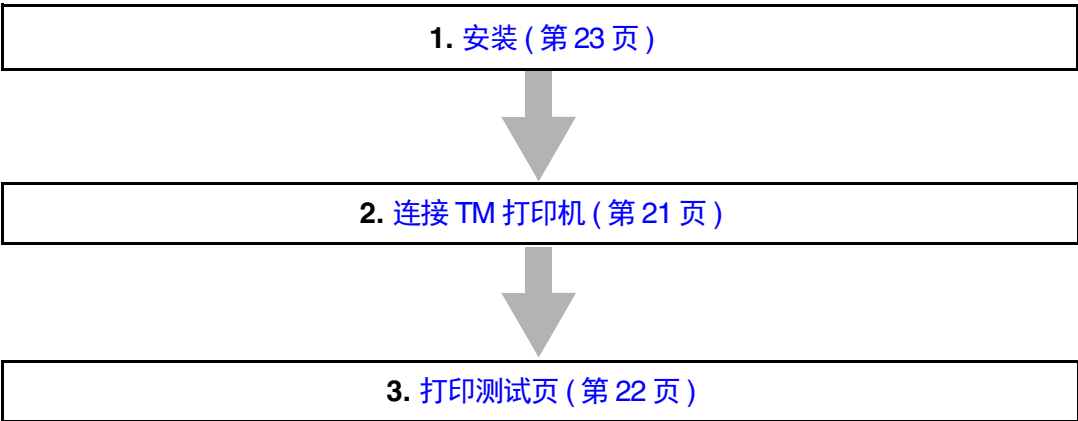 1. 安装 ( 第 23 页 )
2. 连接 TM 打印机 ( 第 21 页 )
3. 打印测试页 ( 第 22 页 )